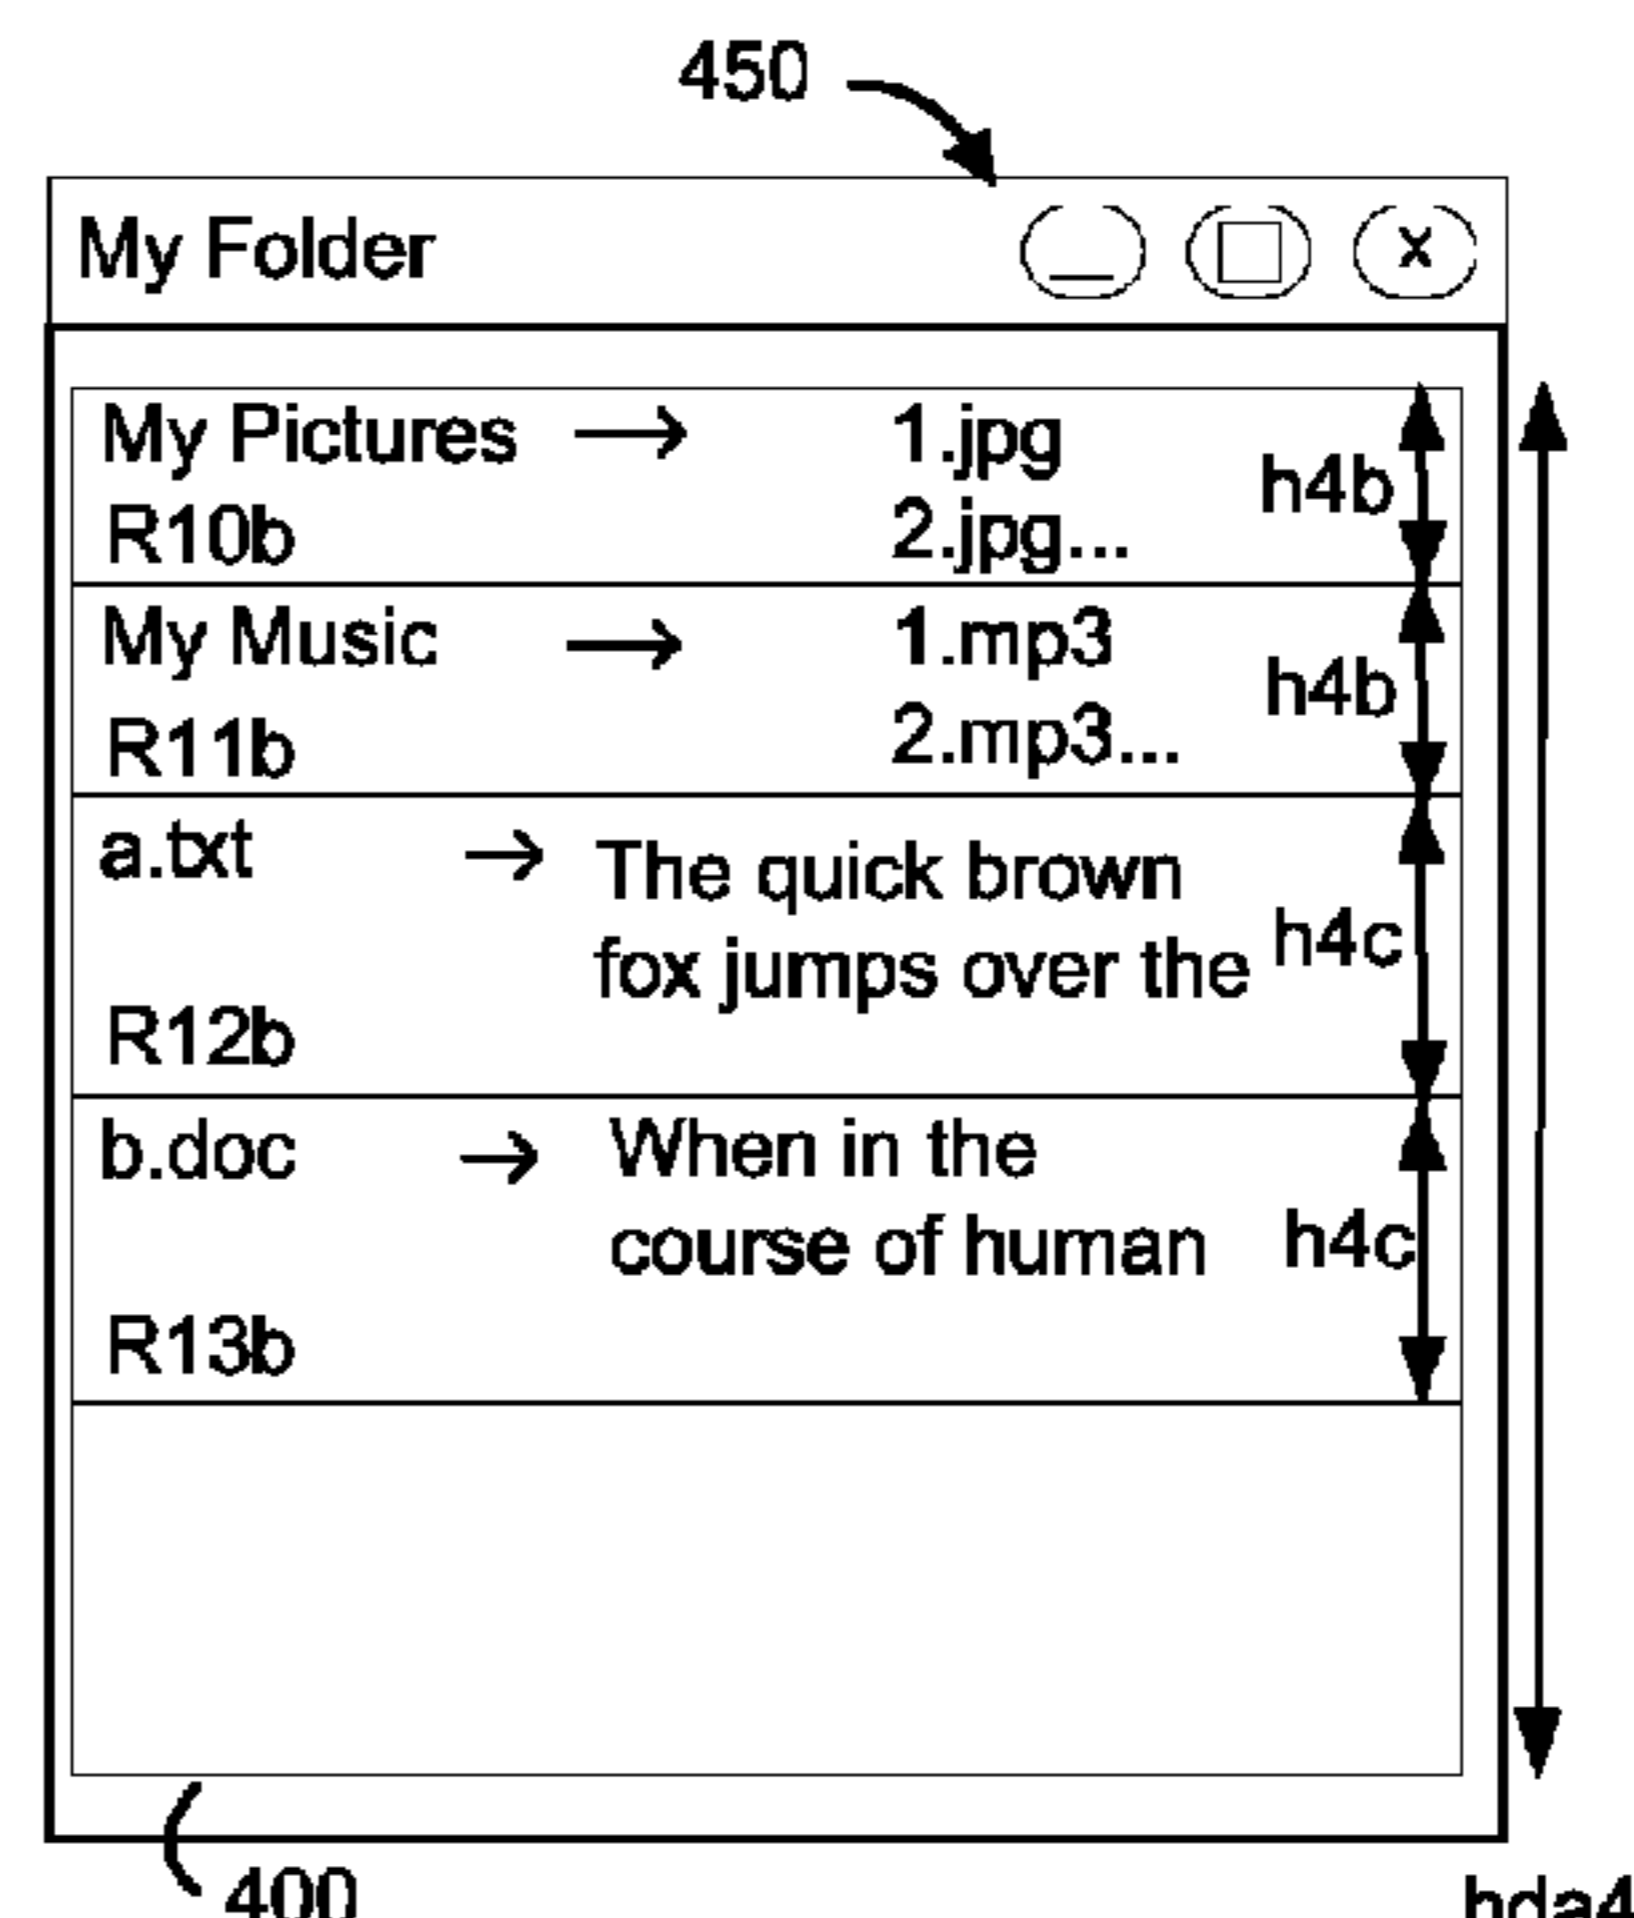 450
My Folder
x
My Pictures → 1.jpg
h4b
R10b 2.jpg...
My Music → 1.mp3
h4b
R11b 2.mp3...
a.txt → The quick brown
fox jumps over the h4c
R12b
b.doc → When in the
course of human h4c
R13b
400
hda4